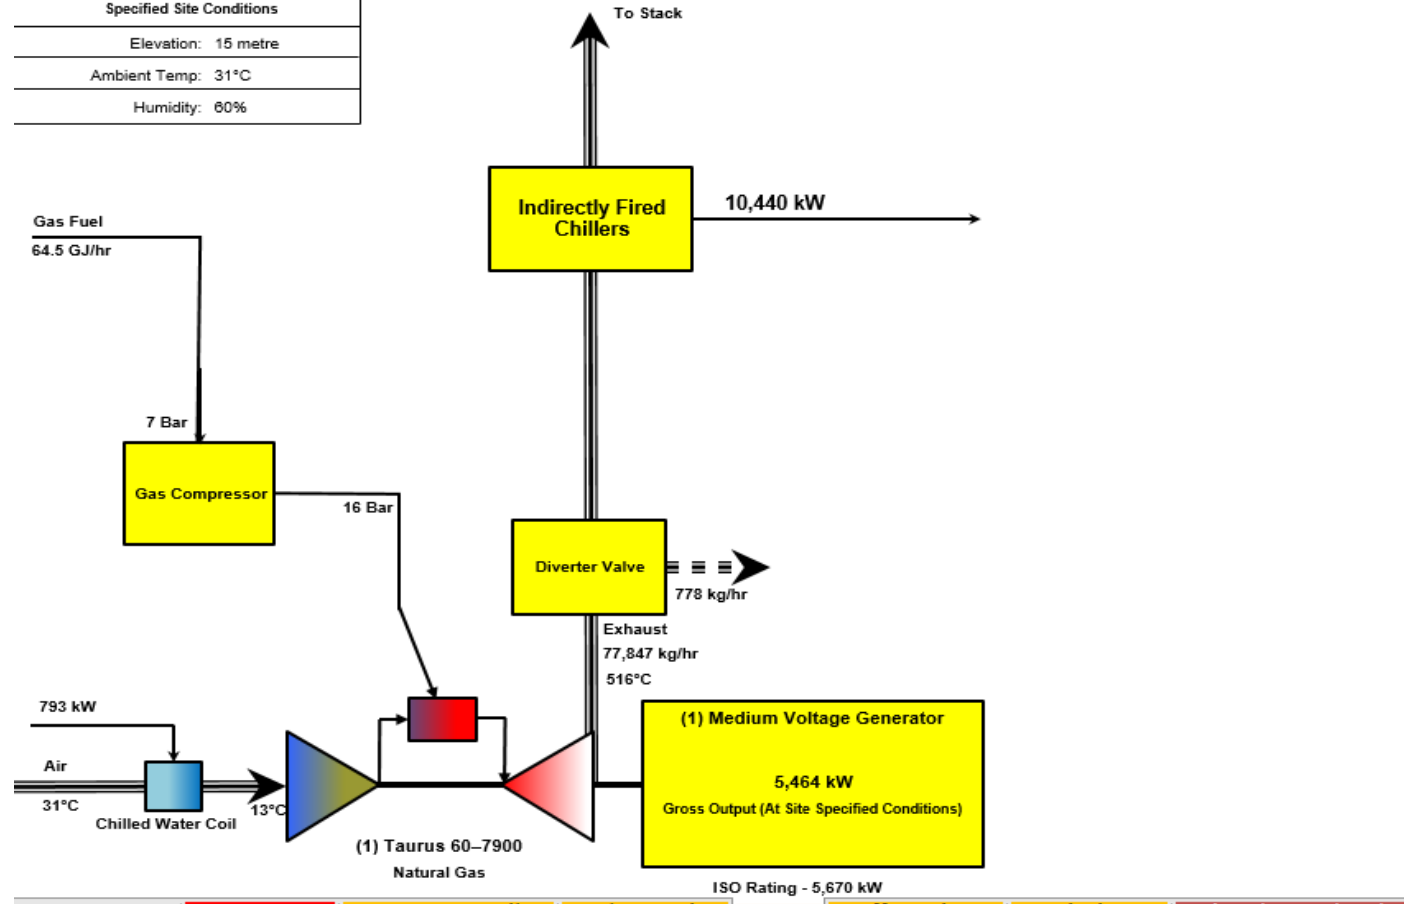 Specified Site Conditions
Elevation: 15 metre
Ambient Temp: 31°C
Humidity: 60%
To Stack
Indirectly Fired
Chillers
10,440 kW
Gas Fuel
64.5 GJ/hr
7 Bar
Gas Compressor
16 Bar
Diverter Valve
778 kg/hr
Exhaust
77,847 kg/hr
516°C
793 kW
Air
31°C
Chilled Water Coil
13°C
(1) Taurus 60–7900
Natural Gas
(1) Medium Voltage Generator
5,464 kW
Gross Output (At Site Specified Conditions)
ISO Rating - 5,670 kW